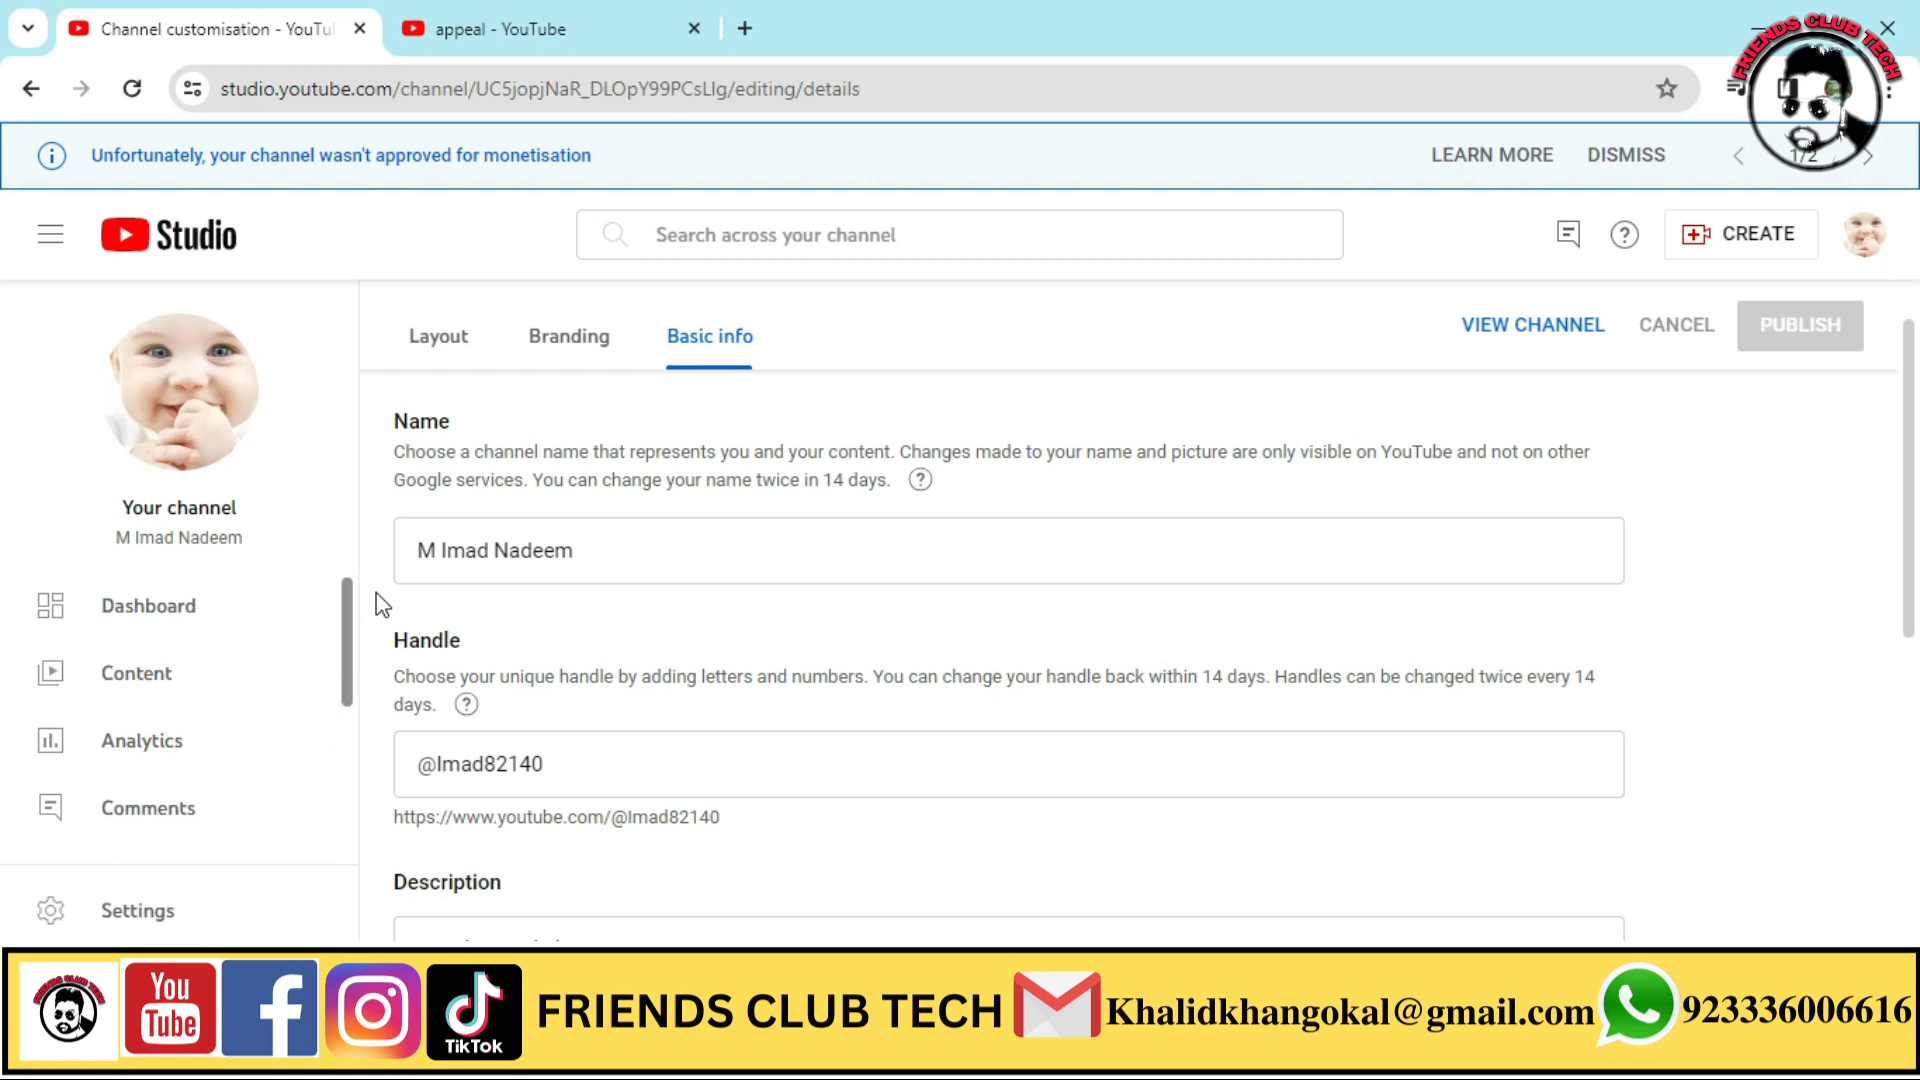 Channel customisation - YouTu
appeal - YouTube
studio.youtube.com/channel/UC5jopjNaR_DLOpY99PCsLIg/editing/details
FRIENDS CLUB TECH
Unfortunately, your channel wasn't approved for monetisation
LEARN MORE
DISMISS
1/2
Studio
Search across your channel
CREATE
Layout
Branding
Basic info
VIEW CHANNEL
CANCEL
PUBLISH
Your channel
M Imad Nadeem
Dashboard
Content
Analytics
Comments
Settings
Name
Choose a channel name that represents you and your content. Changes made to your name and picture are only visible on YouTube and not on other
Google services. You can change your name twice in 14 days.
M Imad Nadeem
Handle
Choose your unique handle by adding letters and numbers. You can change your handle back within 14 days. Handles can be changed twice every 14
days.
@Imad82140
https://www.youtube.com/@Imad82140
Description
You
Tube
TikTok
FRIENDS CLUB TECH
Khalidkhangokal@gmail.com
923336006616